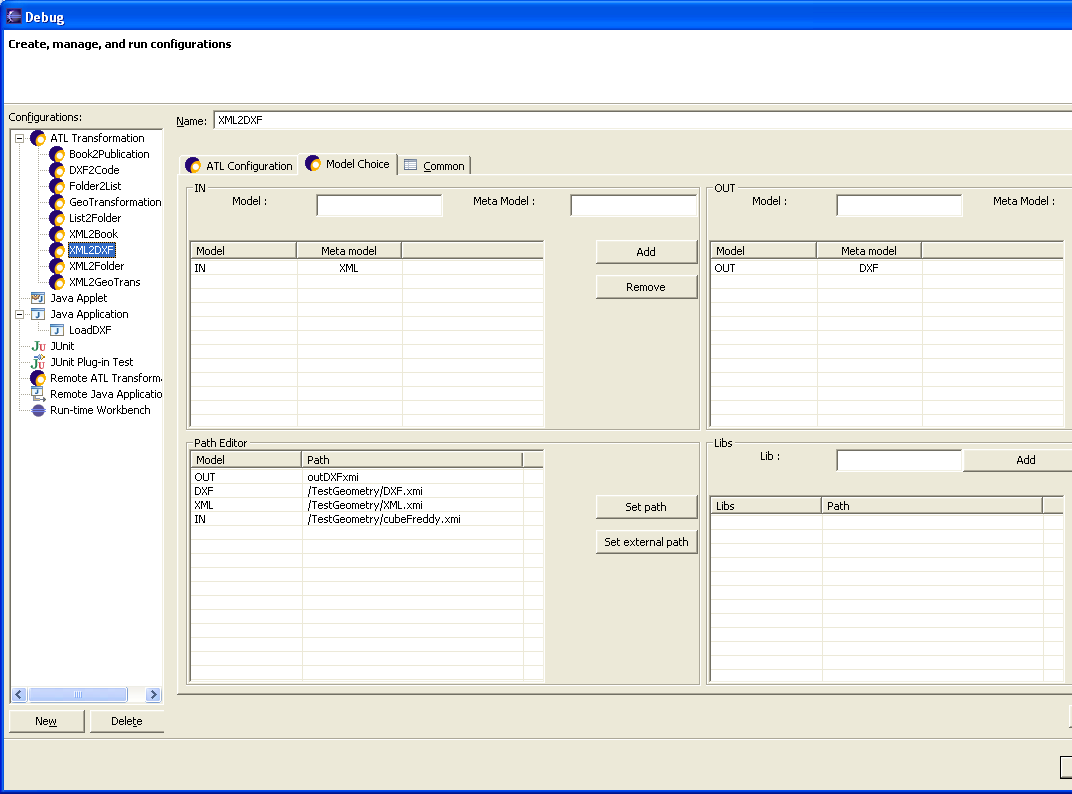 Debug
Create, manage, and run configurations
Configurations:
ATL Transformation
Book2Publication
DXF2Code
Folder2List
GeoTransformation
List2Folder
XML2Book
XML2DXF
XML2Folder
XML2GeoTrans
Java Applet
Java Application
LoadDXF
JUnit
JUnit Plug-in Test
Remote ATL Transform
Remote Java Applicatio
Run-time Workbench
New Delete
Name: XML2DXF
ATL Configuration Model Choice Common
IN
Model : Meta Model :
Model Meta model
IN XML
Add
Remove
OUT
Model : Meta Model :
Model Meta model
OUT DXF
Path Editor
Model Path
OUT outDXFxmi
DXF /TestGeometry/DXF.xmi
XML /TestGeometry/XML.xmi
IN /TestGeometry/cubeFreddy.xmi
Set path
Set external path
Libs
Lib : Add
Libs Path